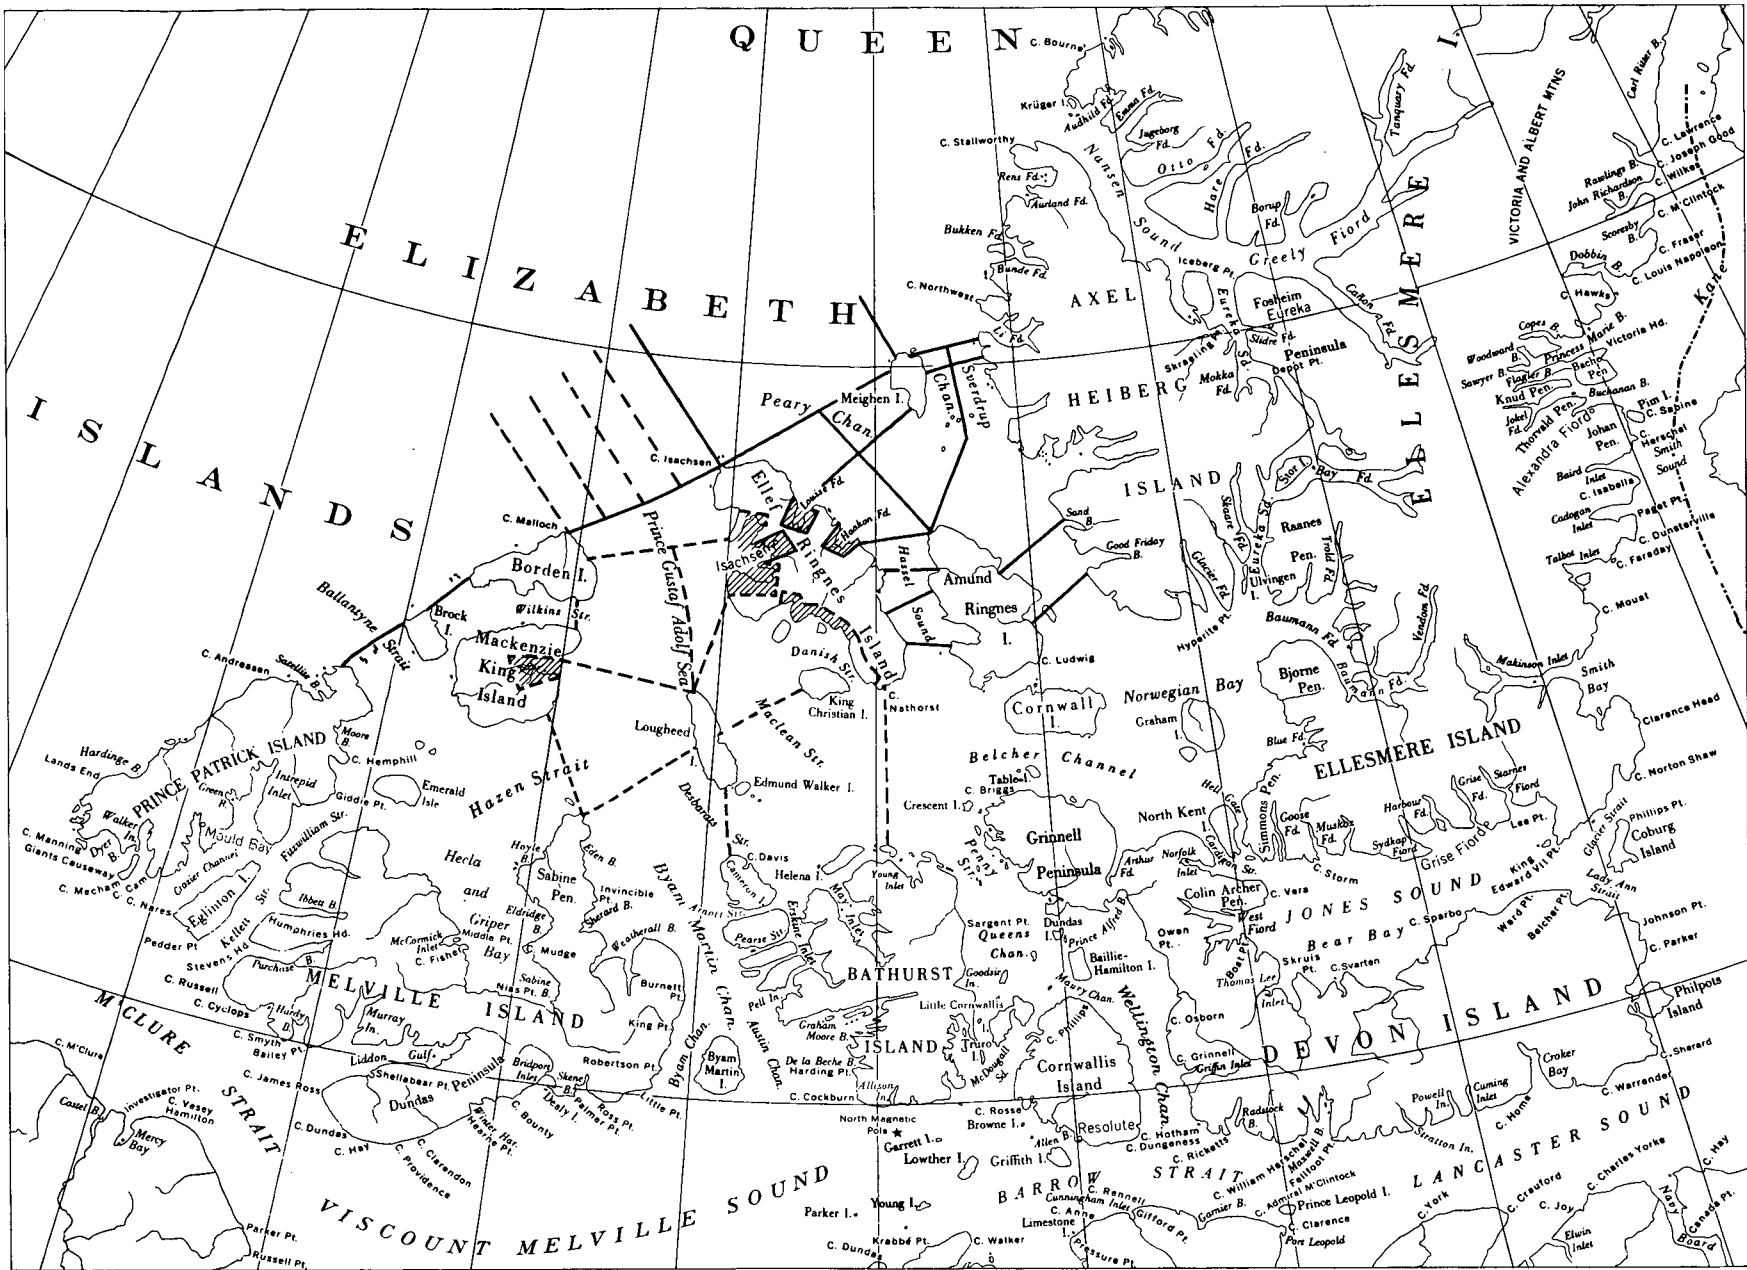 QUEEN
ELIZABETH
ISLANDS
C. Bourne
Krüger I.
Audhild Fd.
Emma Fd.
C. Stallworthy
Jugeborg
Fd.
Otto Fd.
Hare Fd.
Nansen
Sound
Rens Fd.
Aurland Fd.
Bukken Fd.
Bunde Fd.
C. Northwest
Li Fd.
Borup
Fd.
Greely Fiord
Tanquary Fd.
Iceberg Pt.
Fosheim
Eureka
Eureka Sd.
Slidre Fd.
Peninsula
Depot Pt.
Cañon Fd.
Mokka
Fd.
AXEL
HEIBERG
ISLAND
ELLESMERE I.
VICTORIA AND ALBERT MTNS
Carl Ritter B.
C. Lawrence
C. Joseph Good
Rawlings B.
C. Wilkes
John Richardson
B.
C. M'Clintock
Scoresby
B.
C. Fraser
Dobbin B.
C. Louis Napoleon
C. Hawks
Kane
Copes B.
Princess Marie B.
Victoria Hd.
Woodward
B.
Sawyer B.
Flagler B.
Bache
Pen
Knud Pen.
Buchanan B.
Jokel
Fd.
Thorvald Pen.
Alexandra Fiord
Pim I.
C. Sabine
Johan
Pen.
C.
Herschel
Smith
Sound
Baird
Inlet
C. Isabella
Cadogan
Inlet
Paget Pt.
C. Dunsterville
Talbot Inlet
C. Faraday
C. Mouat
Makinson Inlet
Smith
Bay
Clarence Head
C. Norton Shaw
Peary
Chan.
Meighen I.
Sverdrup
Chan.
C. Isachsen
Ellef
Ringnes
Island
Louise Fd.
Haakon Fd.
Isachsen
C. Malloch
Borden I.
Prince Gustaf Adolf Sea
Hassel
Sound
Amund
Ringnes
I.
Sand
B.
Good Friday
B.
Skaare Fd.
Glacier Fd.
Eureka Sd.
Stor I.
Bay Fd.
Raanes
Pen.
Trold Fd.
Ulvingen
I.
Hyperite Pt.
Baumann Fd.
Vendom Fd.
Bjorne
Pen.
Baumann Fd.
Ballantyne
Strait
Brock
I.
Wilkins Str.
Mackenzie
King
Island
C. Andreasen
Satellite B.
Danish Str.
King
Christian I.
C.
Nathorst
C. Ludwig
Cornwall
I.
Norwegian Bay
Graham
I.
Blue Fd.
ELLESMERE ISLAND
Lougheed
I.
Maclean Str.
Edmund Walker I.
Belcher Channel
Table I.
C. Briggs
Crescent I.
Hardinge B.
Lands End
PRINCE PATRICK ISLAND
Moore
B.
C. Hemphill
Intrepid
Inlet
Green
Giddie Pt.
Emerald
Isle
Hazen Strait
Desbarats
Str.
Walker
In.
Dyer
B.
Mould Bay
C. Manning
Giants Causeway
C. Mecham
C. Cam
C. Nares
Crozier Channel
Fitzwilliam Str.
Eglinton I.
Kellett Str.
Ibbett B.
Humphries Hd.
Pedder Pt
Stevens Hd
Purchase B.
C. Russell
C. Cyclops
Hecla
and
Griper
Bay
Hoyle
B.
Sabine
Pen.
Eden B.
Invincible
Pt.
Sherard B.
Eldridge
B.
Middle Pt.
McCormick
Inlet
C. Fisher
C. Mudge
Weatherall B.
Sabine
B.
Nias Pt.
Burnett
Pt.
King Pt.
Byam Martin Chan.
C. Davis
Cameron I.
Helena I.
Arnott Str.
Pearse Str.
Erskine Inlet
May Inlet
Young
Inlet
BATHURST
ISLAND
Pell In.
Graham
Moore B.
De la Beche B.
Harding Pt.
Allison
In.
C. Cockburn
Austin Chan.
Byam Chan.
Byam
Martin
I.
North Kent
Hell Gate
Simmons Pen.
Goose
Fd.
Muskox
Fd.
Harbour
Fd.
Grise
Fd.
Starnes
Fiord
Lee Pt.
Sydkap
Fiord
Grise Fiord
King
Edward VII Pt.
Glacier Strait
Phillips Pt.
Coburg
Island
Lady Ann
Strait
Grinnell
Peninsula
Penny Str.
Arthur
Fd.
Norfolk
Inlet
Cardigan Str.
Colin Archer
Pen.
C. Vera
C. Storm
JONES SOUND
C. Sparbo
Ward Pt.
Belcher Pt.
Johnson Pt.
C. Parker
Bear Bay
West
Fiord
Boat Pt.
Owen
Pt.
Skruis
Pt.
C. Svarten
Thomas Lee
Inlet
Sargent Pt.
Queens
Chan.
Dundas
I.
Prince Alfred B.
Baillie-
Hamilton I.
Maury Chan.
Goodsir
In.
Little Cornwallis
I.
Truro
I.
McDougall
Sd.
C. Phillips
Cornwallis
Island
Wellington Chan.
C. Osborn
C. Grinnell
Griffin Inlet
DEVON ISLAND
Philpots
Island
C. Sherard
Croker
Bay
C. Warrender
M'CLURE
STRAIT
C. M'Clure
MELVILLE ISLAND
Hardy
B.
C. Smyth
Bailey Pt.
Murray
In.
Liddon Gulf
C. James Ross
Shellabear Pt.
Dundas
Peninsula
Bridport
Inlet
Skene
B.
Robertson Pt.
Little Pt.
Ross Pt.
Palmer Pt.
Dealy I.
C. Bounty
Winter Har.
Hearne Pt.
C. Clarendon
C. Providence
C. Dundas
C. Hay
Castel B.
Investigator Pt.
C. Vesey
Hamilton
Mercy
Bay
Parker Pt.
Russell Pt.
VISCOUNT MELVILLE SOUND
North Magnetic
Pole
Garrett I.
Lowther I.
Young I.
Parker I.
Krabbé Pt.
C. Dundas
C. Walker
C. Rosse
Browne I.
Allen B.
Resolute
Griffith I.
C. Hotham
C. Dungeness
C. Ricketts
Radstock
B.
Maxwell B.
C. William Herschel
Fellfoot Pt.
BARROW
STRAIT
C. Rennell
Cunningham Inlet
C. Anne
Limestone
I.
Pressure Pt.
Gifford Pt.
Garnier B.
C. Admiral M'Clintock
Prince Leopold I.
C. Clarence
Port Leopold
Powell
In.
Cuming
Inlet
Stratton In.
C. Home
LANCASTER SOUND
C. York
C. Crauford
C. Charles Yorke
C. Joy
Elwin
Inlet
C. Hay
Navy
Board
Canada Pt.